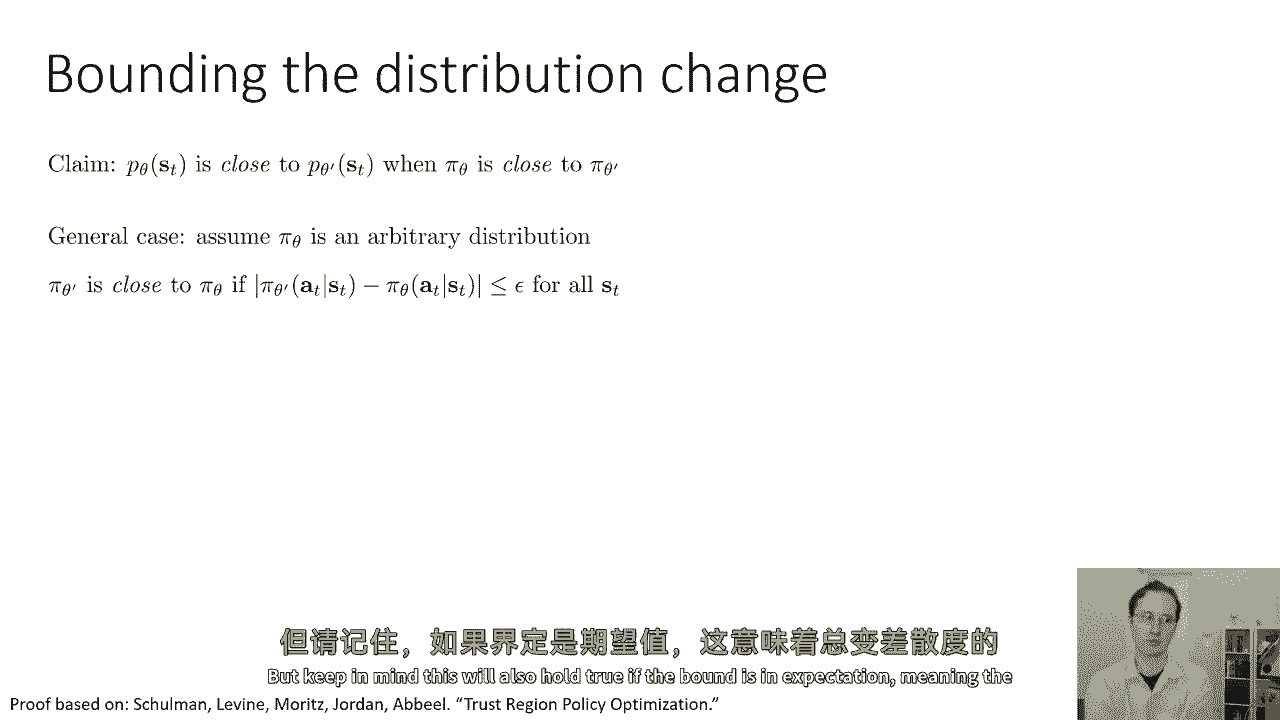 Bounding the distribution change
Claim: $p_\theta(\mathbf{s}_t)$ is close to $p_{\theta'}(\mathbf{s}_t)$ when $\pi_\theta$ is close to $\pi_{\theta'}$
General case: assume $\pi_\theta$ is an arbitrary distribution
$\pi_{\theta'}$ is close to $\pi_\theta$ if $|\pi_{\theta'}(\mathbf{a}_t|\mathbf{s}_t) - \pi_\theta(\mathbf{a}_t|\mathbf{s}_t)| \leq \epsilon$ for all $\mathbf{s}_t$
但请记住，如果界定是期望值，这意味着总变差散度的
But keep in mind this will also hold true if the bound is in expectation, meaning the
Proof based on: Schulman, Levine, Moritz, Jordan, Abbeel. “Trust Region Policy Optimization.”